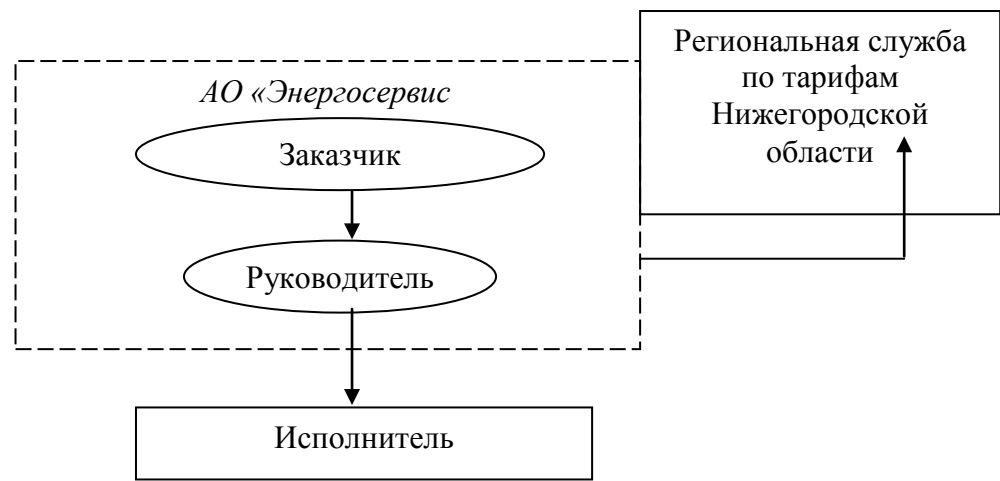 Региональная служба
по тарифам
Нижегородской
области
АО «Энергосервис
Заказчик
Руководитель
Исполнитель